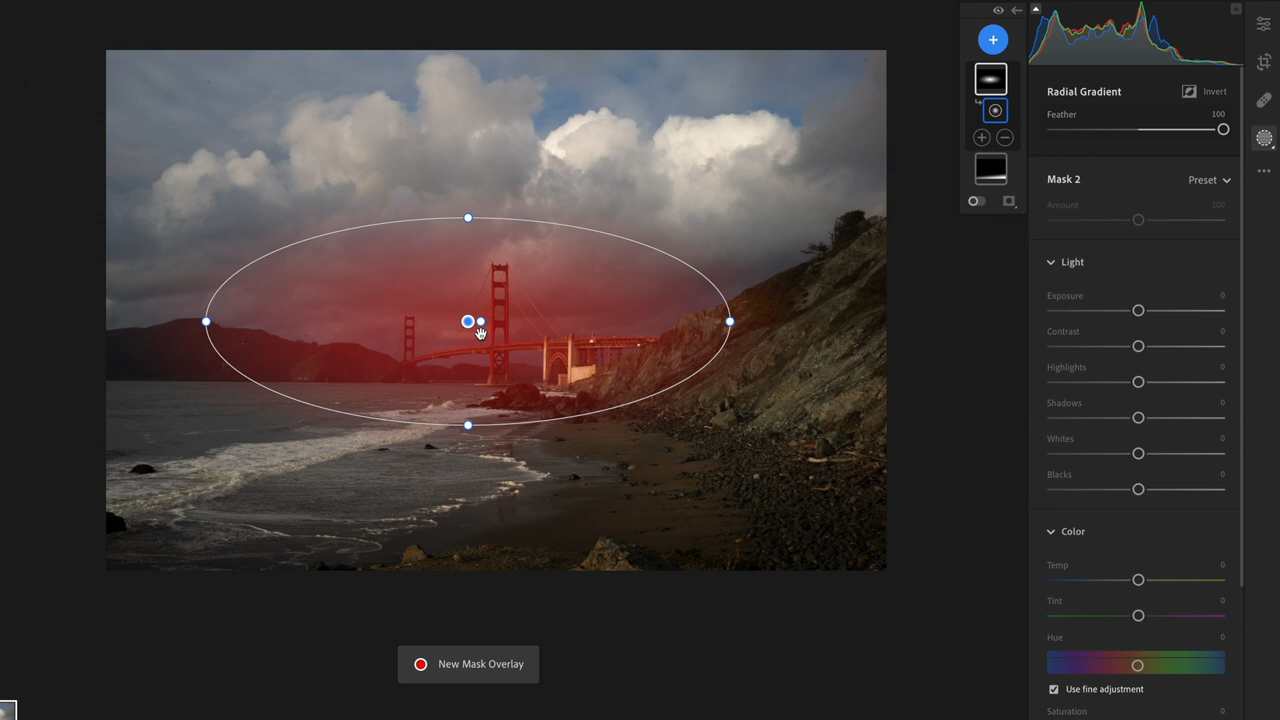 Radial Gradient Invert
Feather 100
Mask 2 Preset
Amount 100
Light
Exposure 0
Contrast 0
Highlights 0
Shadows 0
Whites 0
Blacks 0
Color
Temp 0
Tint 0
Hue 0
Use fine adjustment
Saturation 0
New Mask Overlay